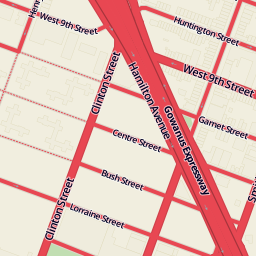 West 9th Street
Huntington Street
West 9th Street
Hamilton Avenue
Clinton Street
Gowanus Expressway
Garnet Street
Centre Street
Bush Street
Clinton Street
Lorraine Street